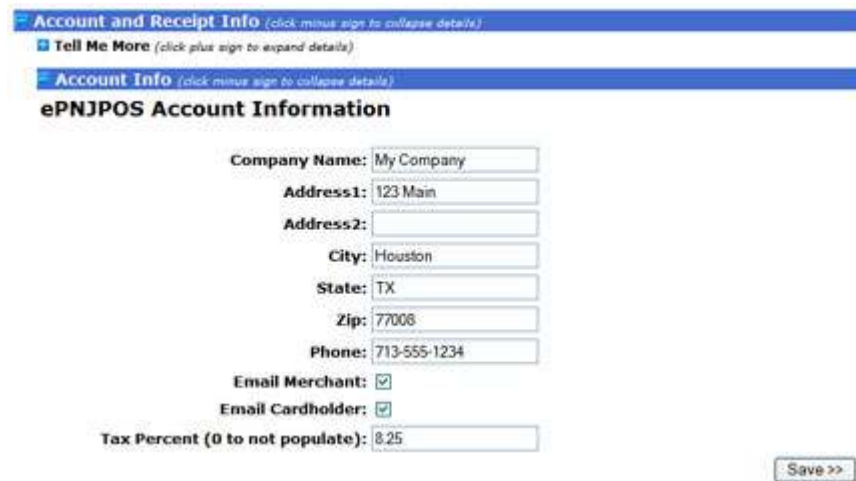 Account and Receipt Info (click minus sign to collapse details)
Tell Me More (click plus sign to expand details)
Account Info (click minus sign to collapse details)
ePNJPOS Account Information
Company Name: My Company
Address1: 123 Main
Address2:
City: Houston
State: TX
Zip: 77008
Phone: 713-555-1234
Email Merchant:
Email Cardholder:
Tax Percent (0 to not populate): 8.25
Save >>